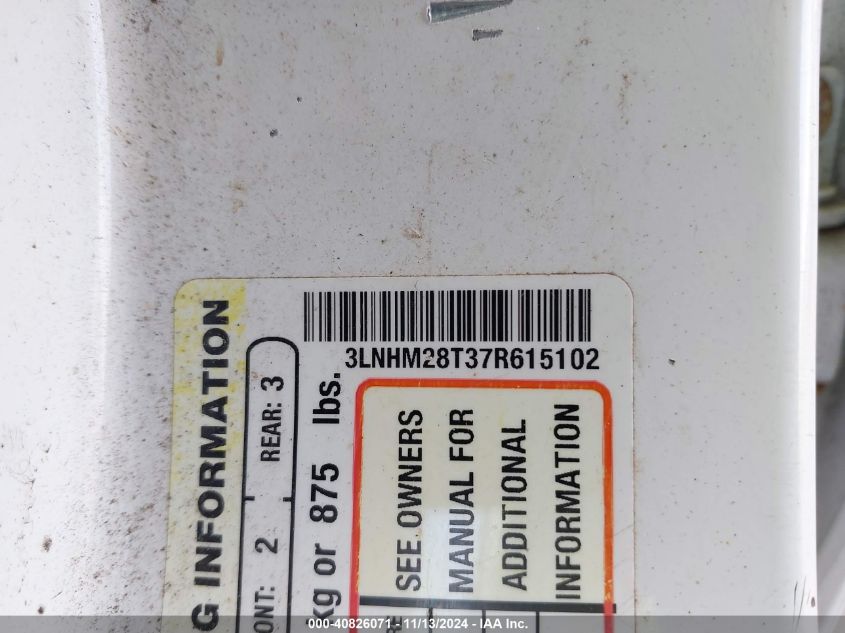 3LNHM28T37R615102
G INFORMATION
ONT: 2 REAR: 3
kg or 875 lbs.
SEE OWNERS
MANUAL FOR
ADDITIONAL
INFORMATION
000-40826071 - 11/13/2024 - IAA Inc.